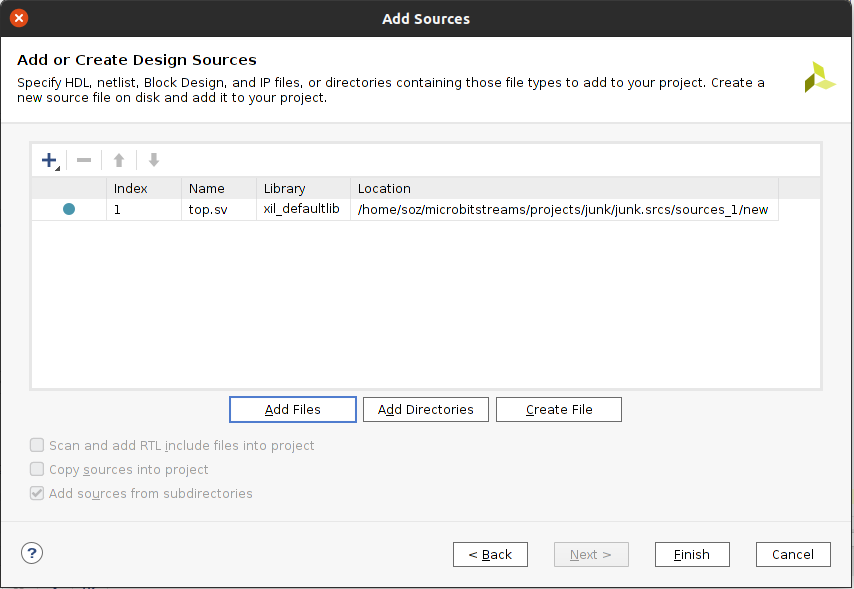 Add Sources
Add or Create Design Sources
Specify HDL, netlist, Block Design, and IP files, or directories containing those file types to add to your project. Create a
new source file on disk and add it to your project.
Index Name Library Location
1 top.sv xil_defaultlib /home/soz/microbitstreams/projects/junk/junk.srcs/sources_1/new
Add Files Add Directories Create File
Scan and add RTL include files into project
Copy sources into project
Add sources from subdirectories
? < Back Next > Finish Cancel